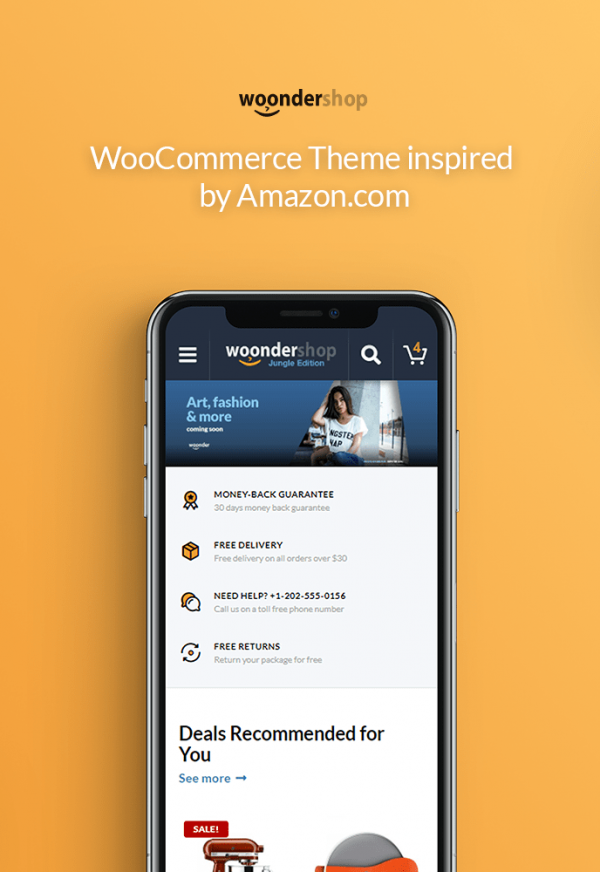 woondershop
WooCommerce Theme inspired
by Amazon.com
woondershop
4
Jungle Edition
Art, fashion
& more
coming soon
woonder
MONEY-BACK GUARANTEE
30 days money back guarantee
FREE DELIVERY
Free delivery on all orders over $30
NEED HELP? +1-202-555-0156
Call us on a toll free phone number
FREE RETURNS
Return your package for free
Deals Recommended for
You
See more →
SALE!